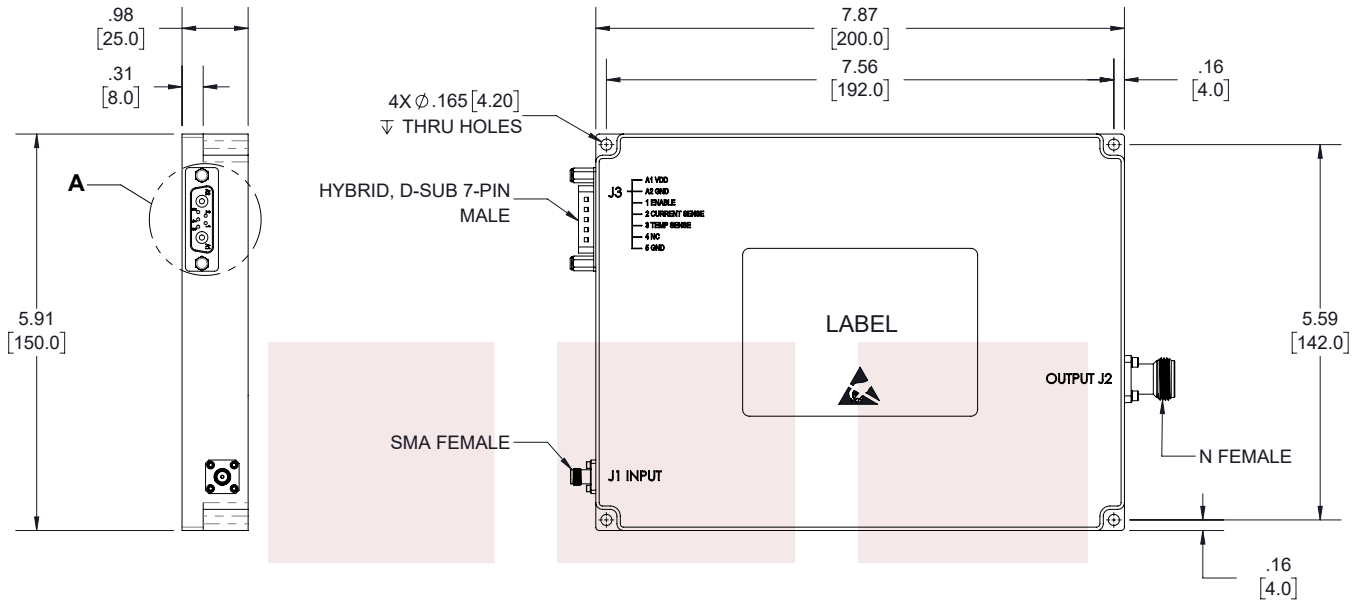 .98
[25.0]
.31
[8.0]
7.87
[200.0]
7.56
[192.0]
.16
[4.0]
4X ⌀.165[4.20]
↧ THRU HOLES
A
HYBRID, D-SUB 7-PIN
MALE
J3
A1 VDD
A2 GND
1 ENABLE
2 CURRENT SENSE
3 TEMP SENSE
4 NC
5 GND
5.91
[150.0]
LABEL
5.59
[142.0]
OUTPUT J2
SMA FEMALE
J1 INPUT
N FEMALE
.16
[4.0]